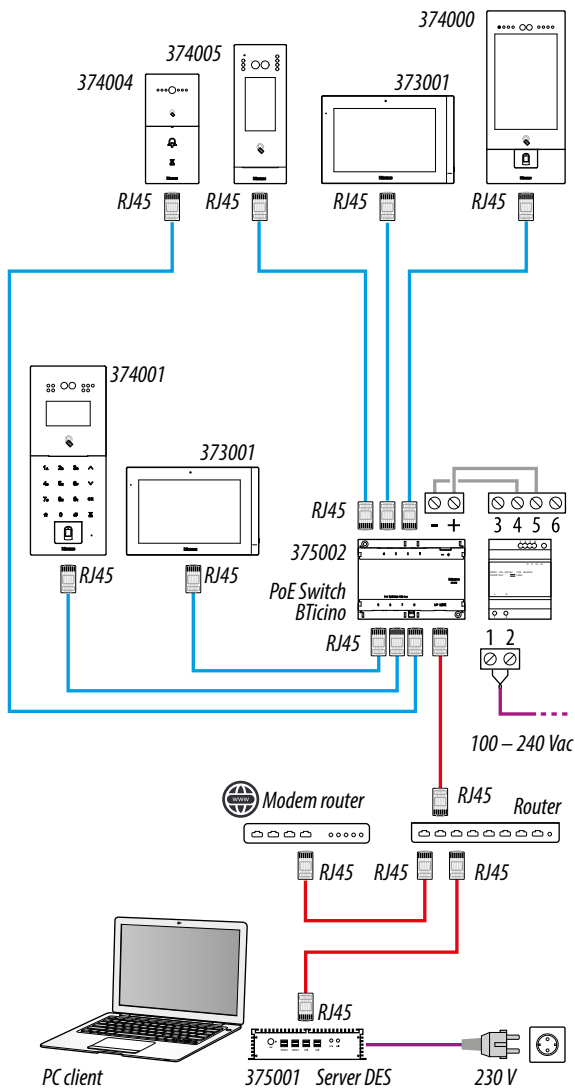 374000
374005
374004
373001
RJ45
RJ45
RJ45
RJ45
374001
373001
RJ45
- +
3 4 5 6
375002
PoE Switch
BTicino
RJ45
RJ45
RJ45
1 2
100 – 240 Vac
RJ45
www
Modem router
Router
RJ45
RJ45
RJ45
RJ45
PC client
375001 Server DES
230 V